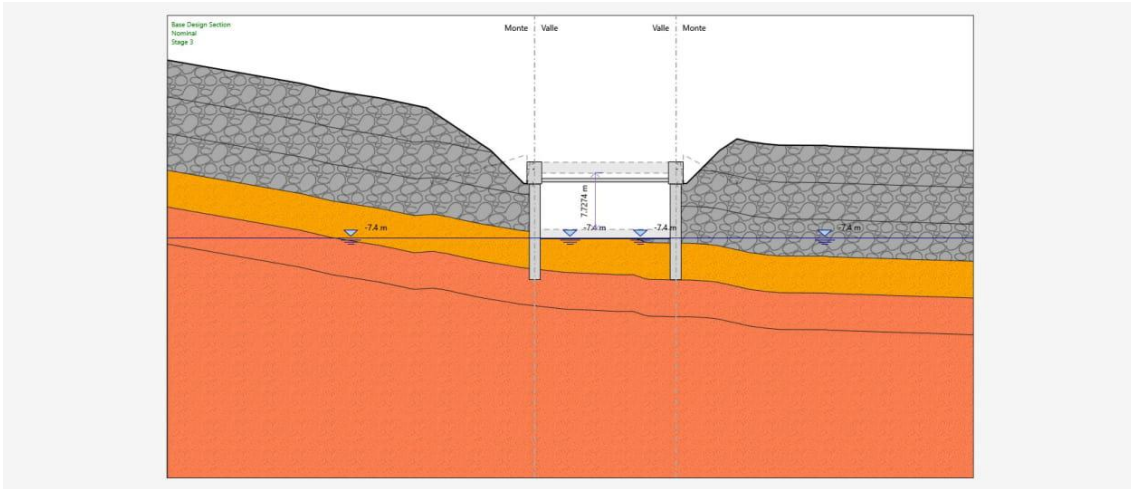 Base Design Section
Nominal
Stage 3
Monte Valle
Valle Monte
7.7274 m
-7.4 m
-7.4 m
-7.4 m
-7.4 m